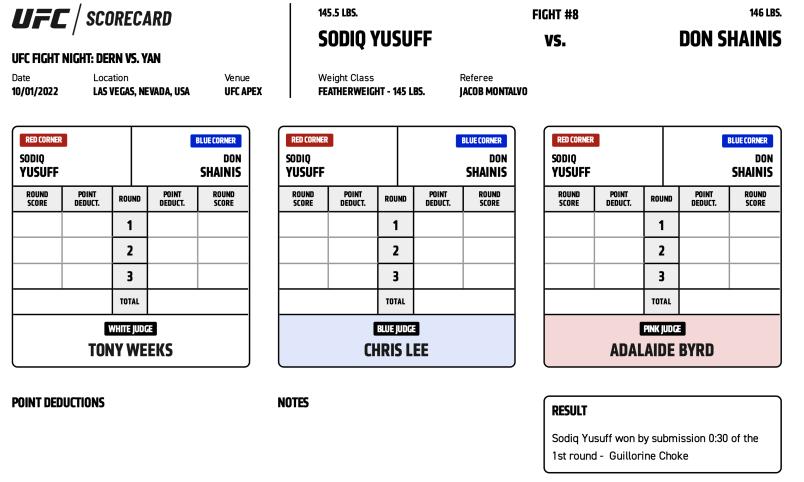 UFC / SCORECARD
UFC FIGHT NIGHT: DERN VS. YAN
Date Location Venue
10/01/2022 LAS VEGAS, NEVADA, USA UFC APEX
145.5 LBS. FIGHT #8 146 LBS.
SODIQ YUSUFF vs. DON SHAINIS
Weight Class Referee
FEATHERWEIGHT - 145 LBS. JACOB MONTALVO
RED CORNER BLUE CORNER
SODIQ DON
YUSUFF SHAINIS
ROUND POINT ROUND POINT ROUND
SCORE DEDUCT. DEDUCT. SCORE
1
2
3
TOTAL
WHITE JUDGE
TONY WEEKS
RED CORNER BLUE CORNER
SODIQ DON
YUSUFF SHAINIS
ROUND POINT ROUND POINT ROUND
SCORE DEDUCT. DEDUCT. SCORE
1
2
3
TOTAL
BLUE JUDGE
CHRIS LEE
RED CORNER BLUE CORNER
SODIQ DON
YUSUFF SHAINIS
ROUND POINT ROUND POINT ROUND
SCORE DEDUCT. DEDUCT. SCORE
1
2
3
TOTAL
PINK JUDGE
ADALAIDE BYRD
POINT DEDUCTIONS
NOTES
RESULT
Sodiq Yusuff won by submission 0:30 of the
1st round - Guillorine Choke